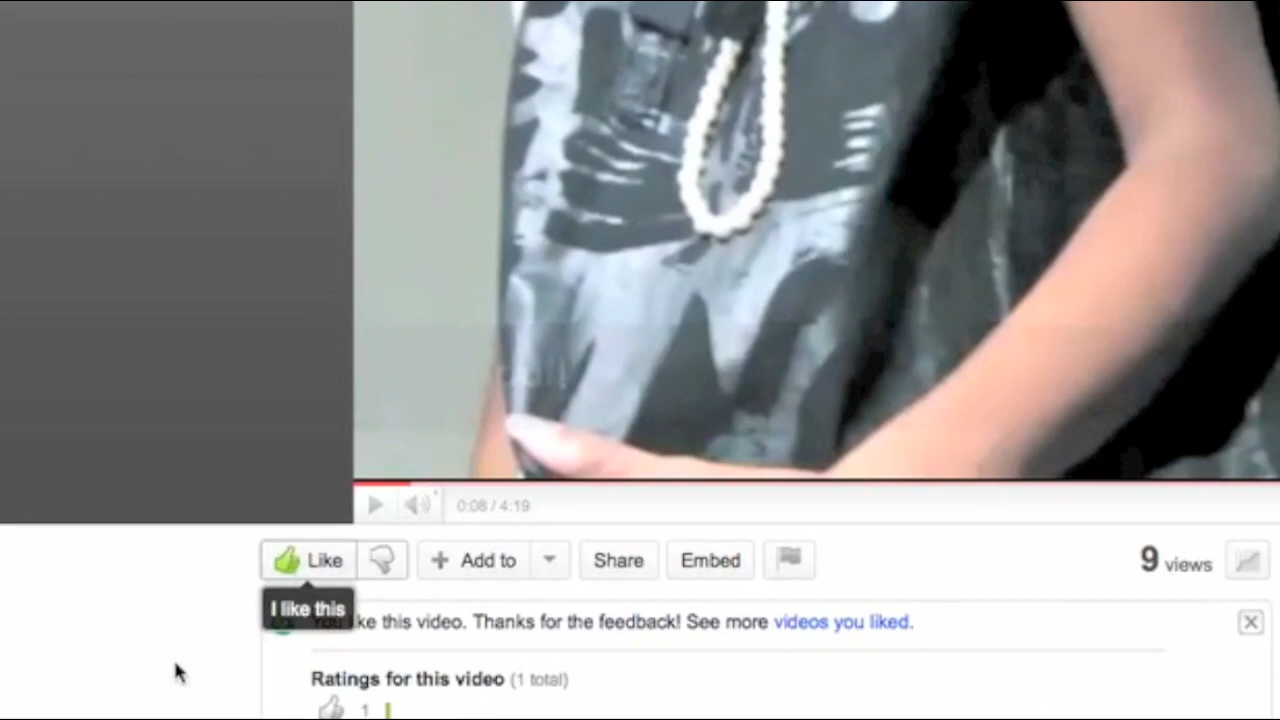 0:08 / 4:19
Like + Add to Share Embed 9 views
I like this
ke this video. Thanks for the feedback! See more videos you liked.
Ratings for this video (1 total)
1